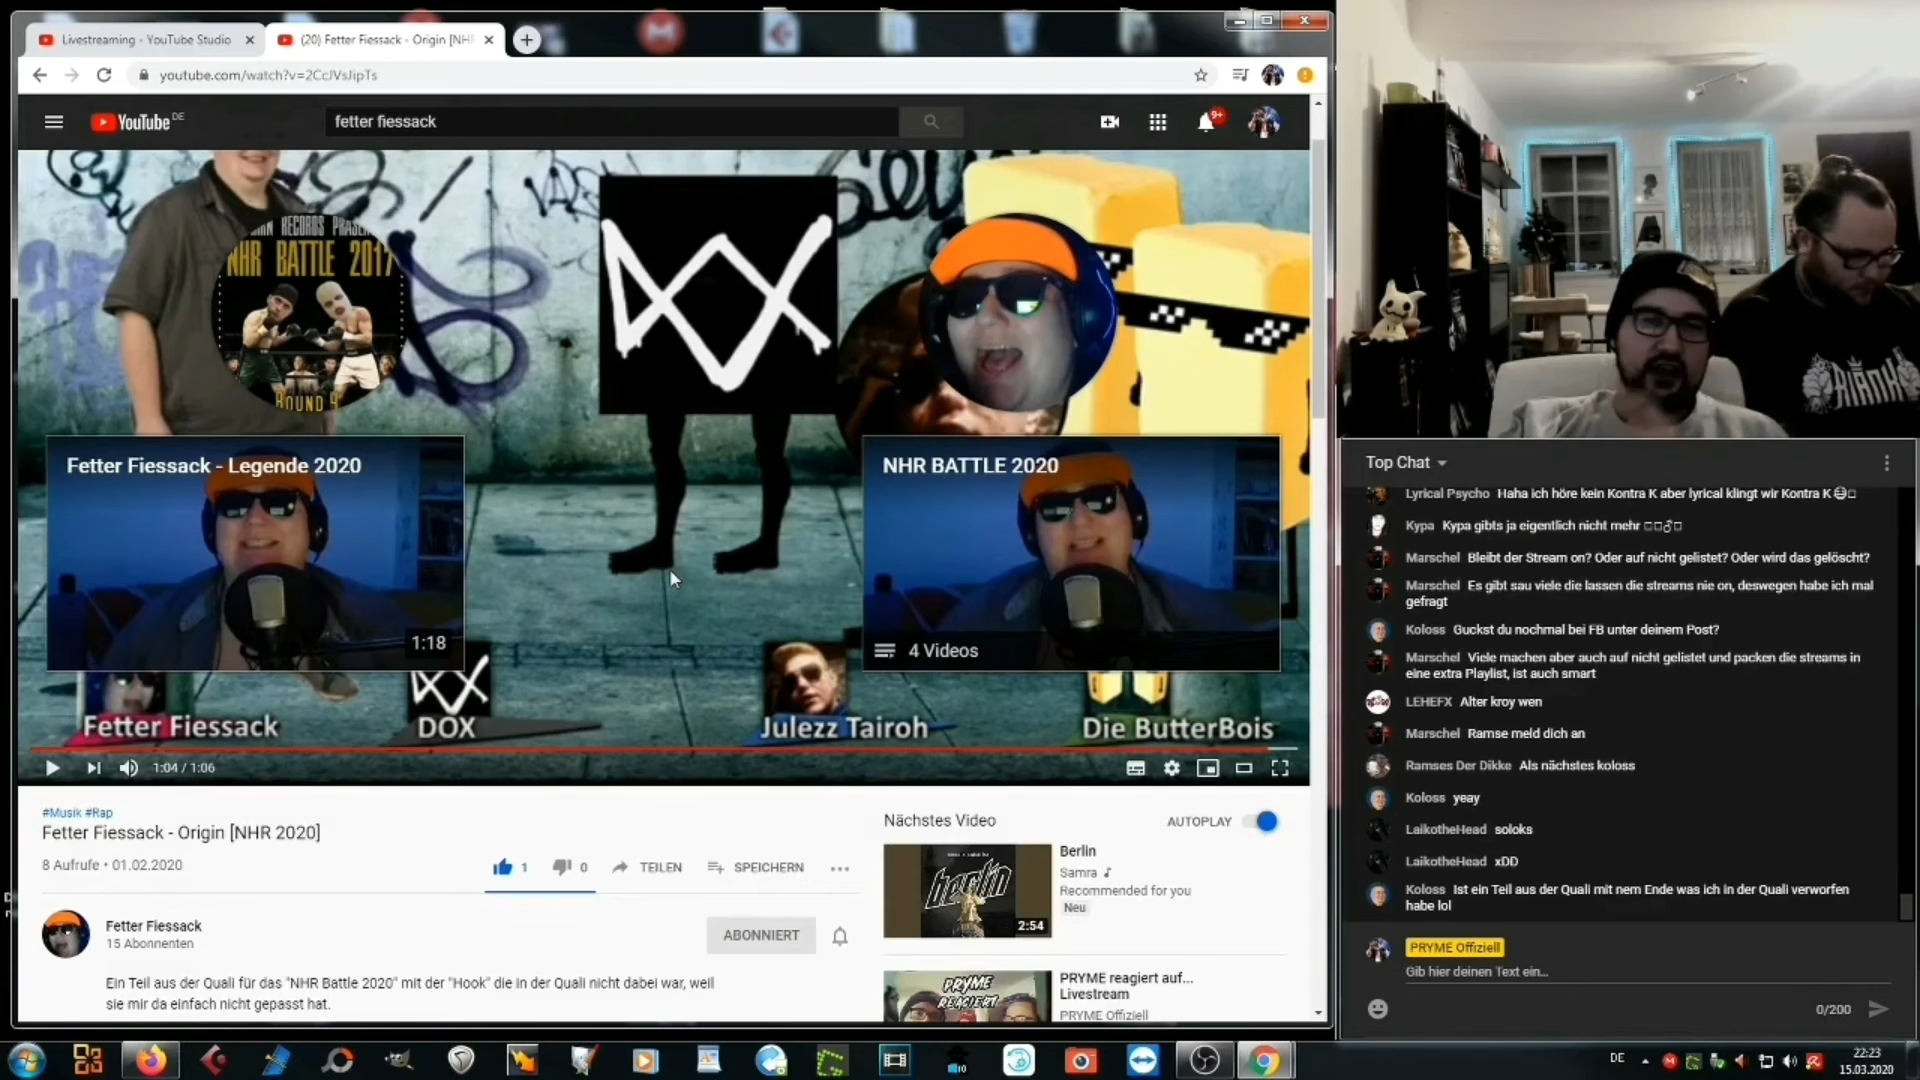 Livestreaming - YouTube Studio
(20) Fetter Fiessack - Origin [NH
youtube.com/watch?v=2CcJVsJipTs
YouTube DE
fetter fiessack
9+
RECORDS
NHR BATTLE 2017
ROUND 4
Fetter Fiessack - Legende 2020
1:18
NHR BATTLE 2020
4 Videos
Fetter Fiessack
DOX
Julezz Tairoh
Die ButterBois
1:04 / 1:06
#Musik #Rap
Fetter Fiessack - Origin [NHR 2020]
8 Aufrufe • 01.02.2020
1
0
TEILEN
SPEICHERN
Fetter Fiessack
15 Abonnenten
ABONNIERT
Ein Teil aus der Quali für das "NHR Battle 2020" mit der "Hook" die in der Quali nicht dabei war, weil
sie mir da einfach nicht gepasst hat.
Nächstes Video
AUTOPLAY
berlin
2:54
Berlin
Samra
Recommended for you
Neu
PRYME
REAGIERT
PRYME reagiert auf...
Livestream
PRYME Offiziell
Top Chat
Lyrical Psycho Haha ich höre kein Kontra K aber lyrical klingt wir Kontra K
Kypa Kypa gibts ja eigentlich nicht mehr
Marschel Bleibt der Stream on? Oder auf nicht gelistet? Oder wird das gelöscht?
Marschel Es gibt sau viele die lassen die streams nie on, deswegen habe ich mal
gefragt
Koloss Guckst du nochmal bei FB unter deinem Post?
Marschel Viele machen aber auch auf nicht gelistet und packen die streams in
eine extra Playlist, ist auch smart
LEHEFX Alter kroy wen
Marschel Ramse meld dich an
Ramses Der Dikke Als nächstes koloss
Koloss yeay
LaikotheHead soloks
LaikotheHead xDD
Koloss Ist ein Teil aus der Quali mit nem Ende was ich in der Quali verworfen
habe lol
PRYME Offiziell
Gib hier deinen Text ein...
0/200
DE
22:23
15.03.2020